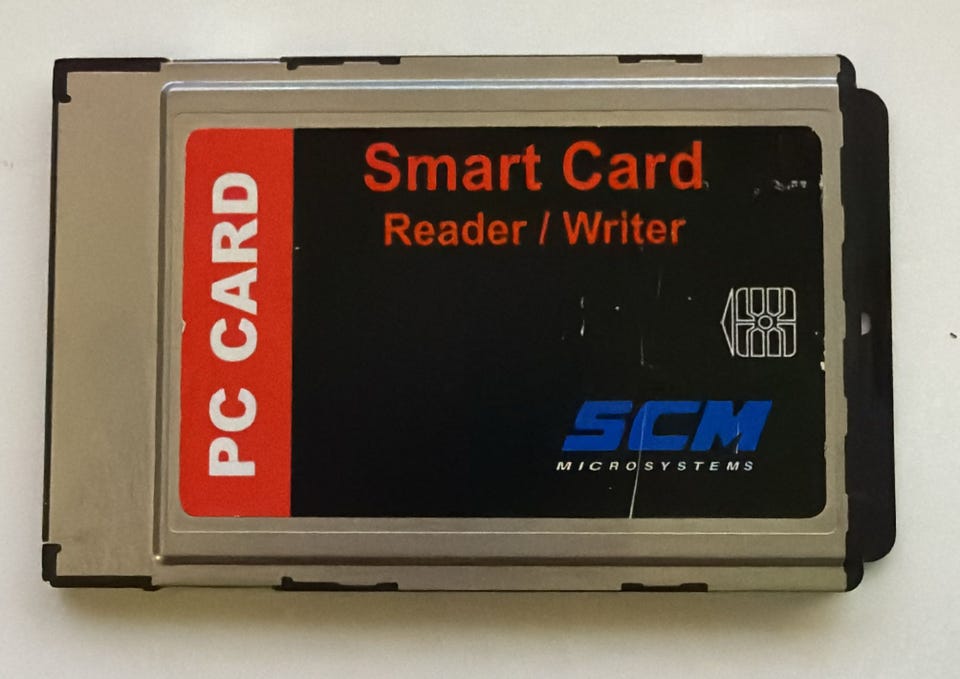 PC CARD
Smart Card
Reader / Writer
SCM
MICROSYSTEMS